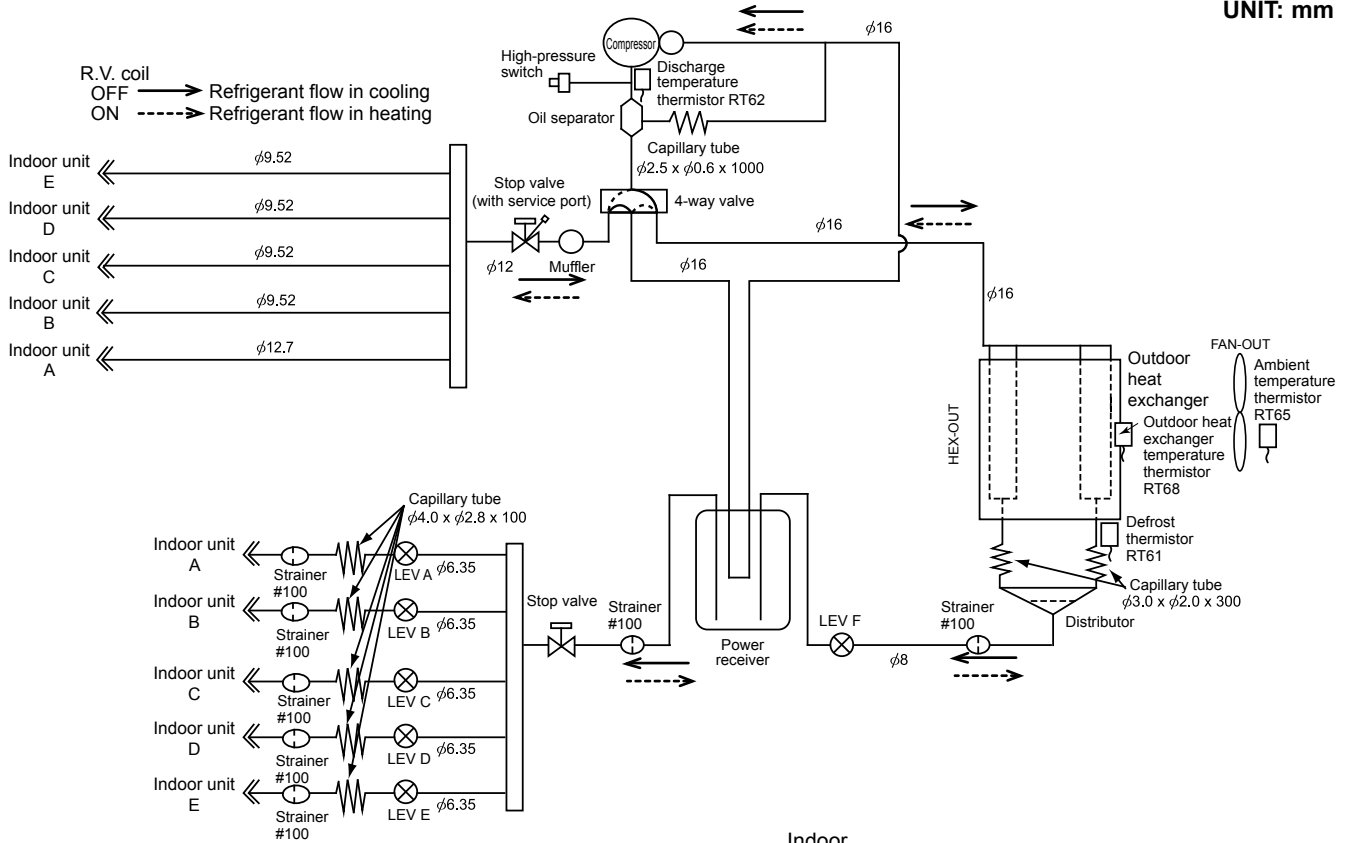 UNIT: mm
R.V. coil
OFF Refrigerant flow in cooling
ON Refrigerant flow in heating
Compressor
φ16
High-pressure
switch
Discharge
temperature
thermistor RT62
Oil separator
Capillary tube
φ2.5 x φ0.6 x 1000
4-way valve
Stop valve
(with service port)
φ12
Muffler
φ16
φ16
φ16
Indoor unit
E
φ9.52
Indoor unit
D
φ9.52
Indoor unit
C
φ9.52
Indoor unit
B
φ9.52
Indoor unit
A
φ12.7
FAN-OUT
Outdoor
heat
exchanger
Ambient
temperature
thermistor
RT65
HEX-OUT
Outdoor heat
exchanger
temperature
thermistor
RT68
Defrost
thermistor
RT61
Capillary tube
φ3.0 x φ2.0 x 300
Distributor
Capillary tube
φ4.0 x φ2.8 x 100
Indoor unit
A
Strainer
#100
LEV A
φ6.35
Indoor unit
B
Strainer
#100
LEV B
φ6.35
Indoor unit
C
Strainer
#100
LEV C
φ6.35
Indoor unit
D
Strainer
#100
LEV D
φ6.35
Indoor unit
E
Strainer
#100
LEV E
φ6.35
Stop valve
Strainer
#100
Power
receiver
LEV F
φ8
Strainer
#100
Indoor